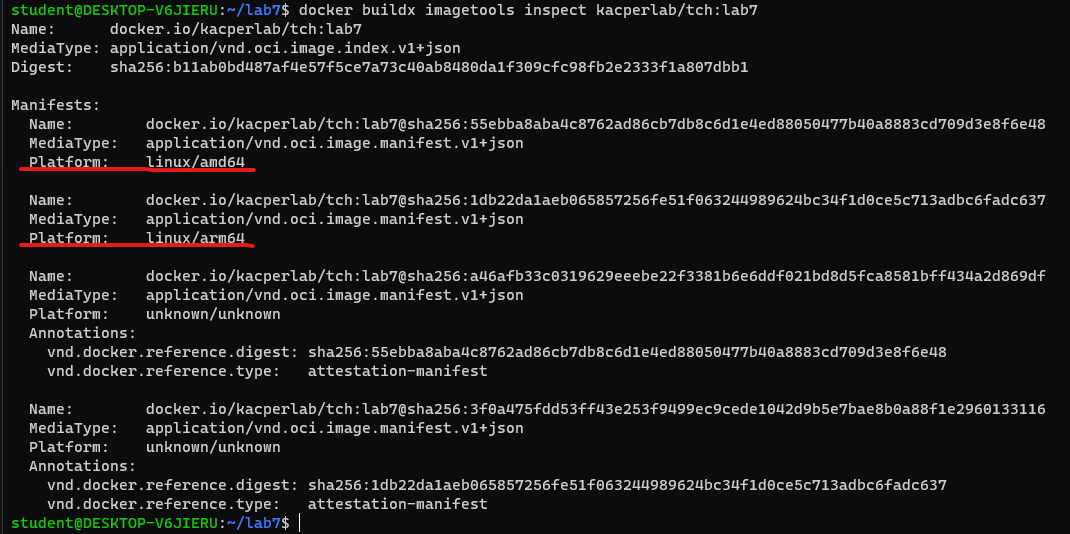 student@DESKTOP-V6JIERU:~/lab7$ docker buildx imagetools inspect kacperlab/tch:lab7
Name:      docker.io/kacperlab/tch:lab7
MediaType: application/vnd.oci.image.index.v1+json
Digest:    sha256:b11ab0bd487af4e57f5ce7a73c40ab8480da1f309cfc98fb2e2333f1a807dbb1

Manifests:
  Name:        docker.io/kacperlab/tch:lab7@sha256:55ebba8aba4c8762ad86cb7db8c6d1e4ed88050477b40a8883cd709d3e8f6e48
  MediaType:   application/vnd.oci.image.manifest.v1+json
  Platform:    linux/amd64

  Name:        docker.io/kacperlab/tch:lab7@sha256:1db22da1aeb065857256fe51f063244989624bc34f1d0ce5c713adbc6fadc637
  MediaType:   application/vnd.oci.image.manifest.v1+json
  Platform:    linux/arm64

  Name:        docker.io/kacperlab/tch:lab7@sha256:a46afb33c0319629eeebe22f3381b6e6ddf021bd8d5fca8581bff434a2d869df
  MediaType:   application/vnd.oci.image.manifest.v1+json
  Platform:    unknown/unknown
  Annotations:
    vnd.docker.reference.digest: sha256:55ebba8aba4c8762ad86cb7db8c6d1e4ed88050477b40a8883cd709d3e8f6e48
    vnd.docker.reference.type:   attestation-manifest

  Name:        docker.io/kacperlab/tch:lab7@sha256:3f0a475fdd53ff43e253f9499ec9cede1042d9b5e7bae8b0a88f1e2960133116
  MediaType:   application/vnd.oci.image.manifest.v1+json
  Platform:    unknown/unknown
  Annotations:
    vnd.docker.reference.digest: sha256:1db22da1aeb065857256fe51f063244989624bc34f1d0ce5c713adbc6fadc637
    vnd.docker.reference.type:   attestation-manifest
student@DESKTOP-V6JIERU:~/lab7$